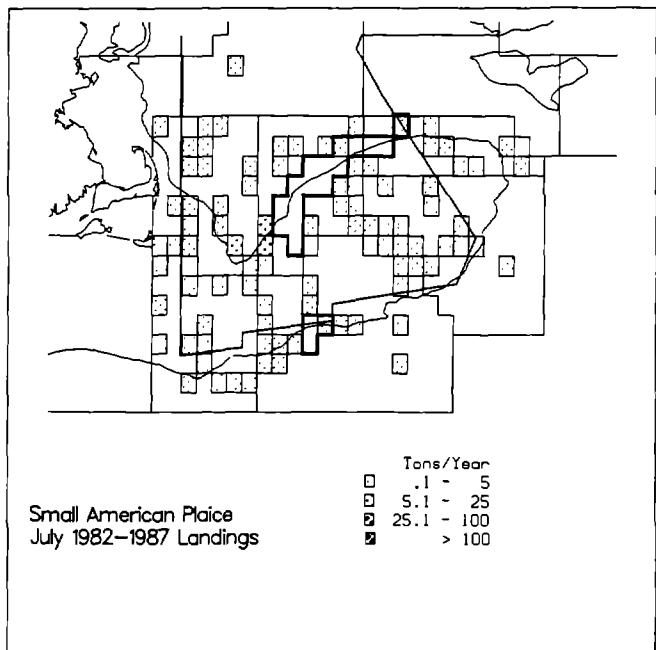 Tons/Year
.1 - 5
5.1 - 25
25.1 - 100
> 100
Small American Plaice
July 1982-1987 Landings